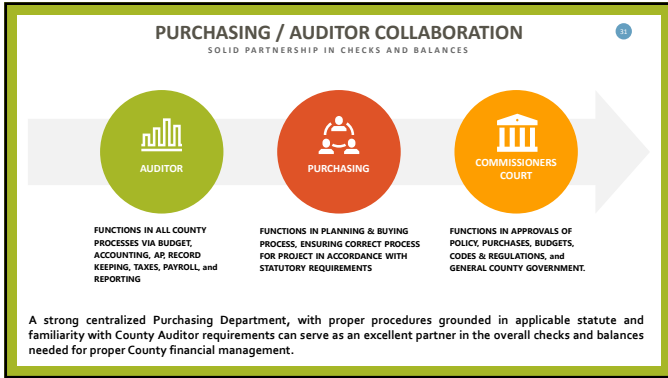 PURCHASING / AUDITOR COLLABORATION
31
SOLID PARTNERSHIP IN CHECKS AND BALANCES
AUDITOR
PURCHASING
COMMISSIONERS
COURT
FUNCTIONS IN ALL COUNTY
PROCESSES VIA BUDGET,
ACCOUNTING, AP, RECORD
KEEPING, TAXES, PAYROLL, and
REPORTING
FUNCTIONS IN PLANNING & BUYING
PROCESS, ENSURING CORRECT PROCESS
FOR PROJECT IN ACCORDANCE WITH
STATUTORY REQUIREMENTS
FUNCTIONS IN APPROVALS OF
POLICY, PURCHASES, BUDGETS,
CODES & REGULATIONS, and
GENERAL COUNTY GOVERNMENT.
A strong centralized Purchasing Department, with proper procedures grounded in applicable statute and
familiarity with County Auditor requirements can serve as an excellent partner in the overall checks and balances
needed for proper County financial management.